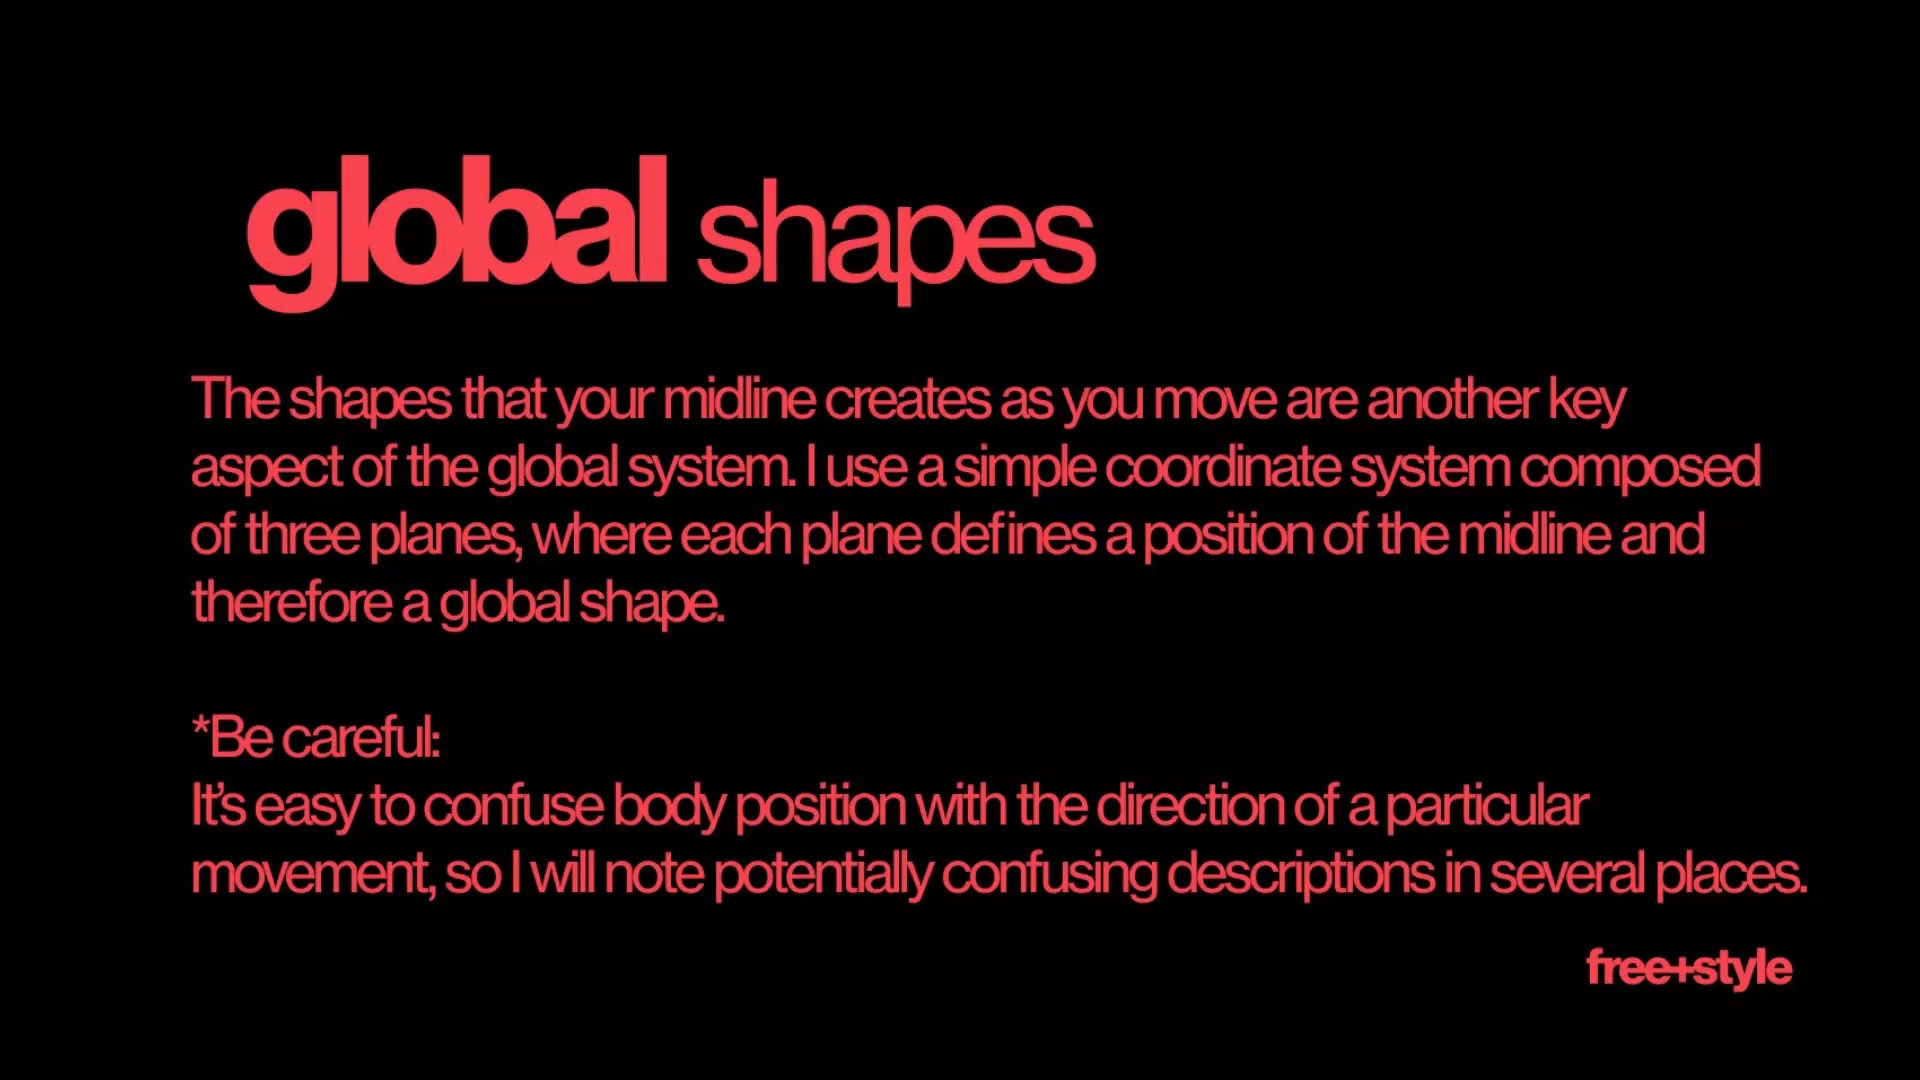 global shapes
The shapes that your midline creates as you move are another key
aspect of the global system. I use a simple coordinate system composed
of three planes, where each plane defines a position of the midline and
therefore a global shape.
*Be careful:
It's easy to confuse body position with the direction of a particular
movement, so I will note potentially confusing descriptions in several places.
free+style